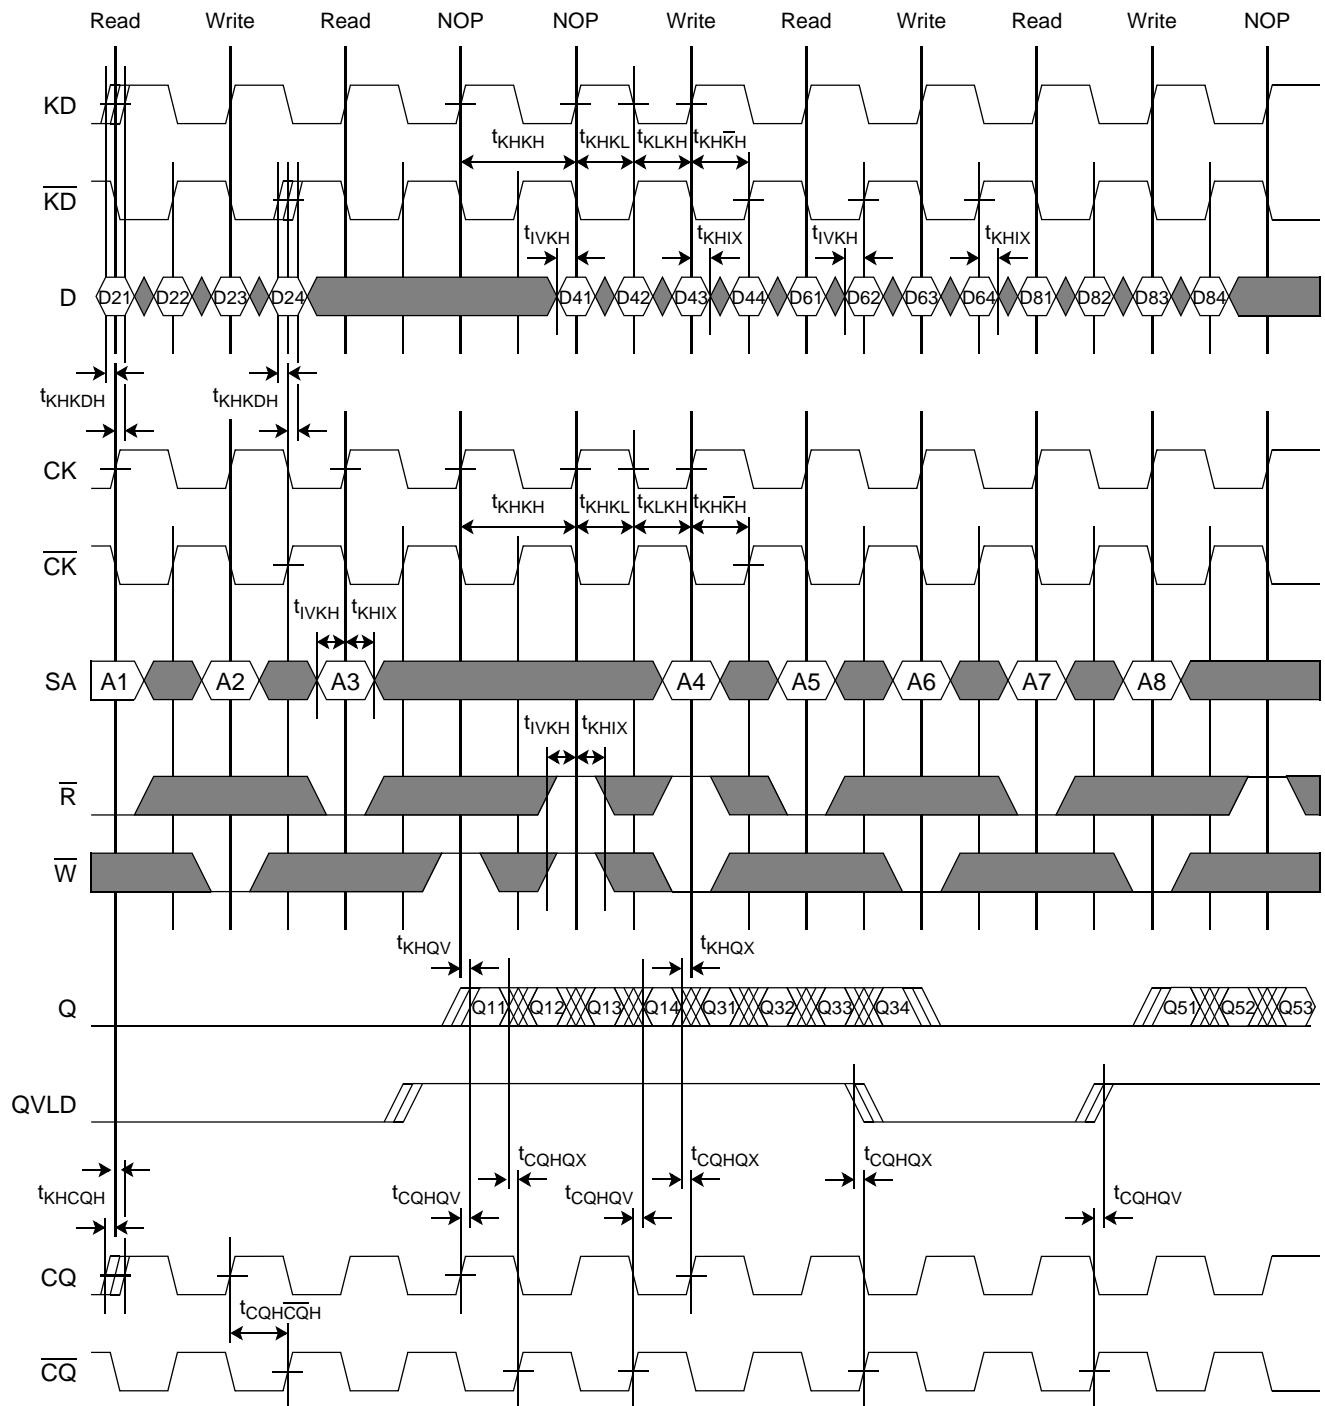 Read Write Read NOP NOP Write Read Write Read Write NOP
KD
tKHKH tKHKL tKLKH tKHK̅H
K̅D̅
tIVKH tKHIX tIVKH tKHIX
D D21 D22 D23 D24 D41 D42 D43 D44 D61 D62 D63 D64 D81 D82 D83 D84
tKHKDH tKHKDH
CK
tKHKH tKHKL tKLKH tKHK̅H
C̅K̅
tIVKH tKHIX
SA A1 A2 A3 A4 A5 A6 A7 A8
tIVKH tKHIX
R̅
W̅
tKHQV tKHQX
Q Q11 Q12 Q13 Q14 Q31 Q32 Q33 Q34 Q51 Q52 Q53
QVLD
tCQHQX tCQHQX tCQHQX
tKHCQH tCQHQV tCQHQV tCQHQV
CQ
tCQHC̅Q̅H
C̅Q̅